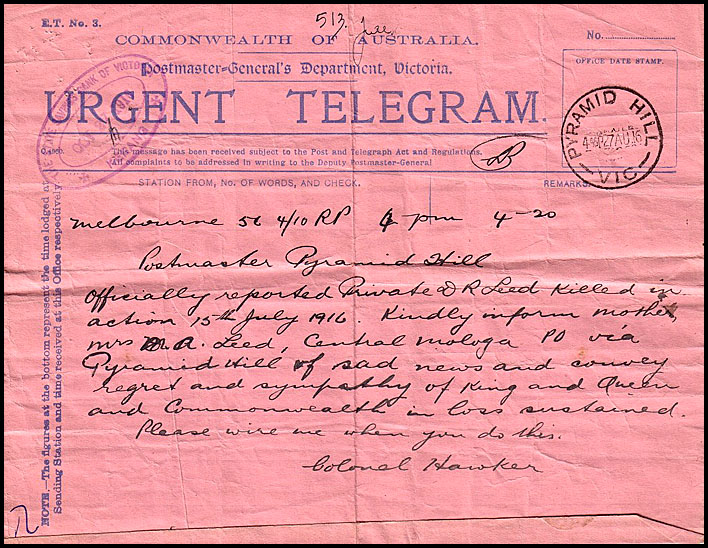 E.T. No. 3.
513.
COMMONWEALTH OF AUSTRALIA.
No.
Postmaster-General's Department, Victoria.
OFFICE DATE STAMP.
URGENT TELEGRAM.
PYRAMID HILL
27 AU 16
VIC
BANK OF VICTO
This message has been received subject to the Post and Telegraph Act and Regulations.
All complaints to be addressed in writing to the Deputy Postmaster-General
STATION FROM, No. OF WORDS, AND CHECK.
REMARKS.
Melbourne 56 4/10 RP 4 pm 4-20
Postmaster Pyramid Hill
Officially reported Private D R Leed Killed in
action 15th July 1916. Kindly inform mother,
mrs A. Leed, Central Mologa PO via
Pyramid Hill of sad news and convey
regret and sympathy of King and Queen
and Commonwealth in loss sustained.
Please wire me when you do this.
Colonel Hawker
NOTE.—The figures at the bottom represent the time lodged at
Sending Station and time received at this Office respectively.